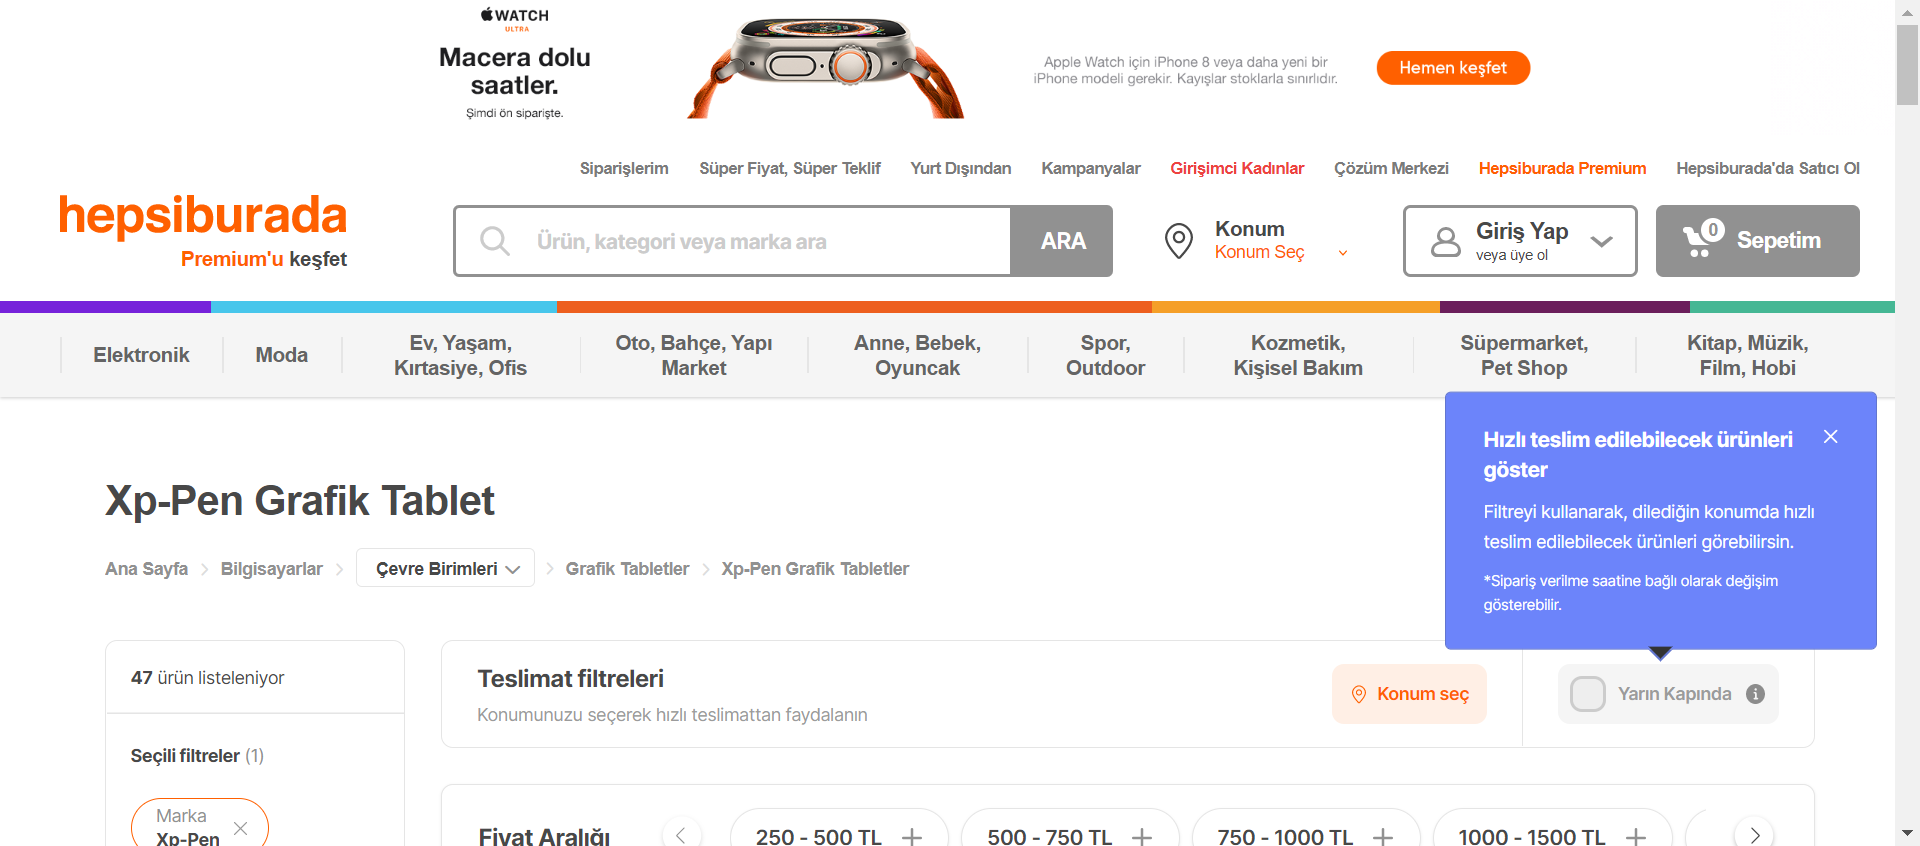 WATCH
ULTRA
Macera dolu
saatler.
Şimdi ön siparişte.
Apple Watch için iPhone 8 veya daha yeni bir
iPhone modeli gerekir. Kayışlar stoklarla sınırlıdır.
Hemen keşfet
Siparişlerim
Süper Fiyat, Süper Teklif
Yurt Dışından
Kampanyalar
Girişimci Kadınlar
Çözüm Merkezi
Hepsiburada Premium
Hepsiburada'da Satıcı Ol
hepsiburada
Premium'u keşfet
Ürün, kategori veya marka ara
ARA
Konum
Konum Seç
Giriş Yap
veya üye ol
0
Sepetim
Elektronik
Moda
Ev, Yaşam,
Kırtasiye, Ofis
Oto, Bahçe, Yapı
Market
Anne, Bebek,
Oyuncak
Spor,
Outdoor
Kozmetik,
Kişisel Bakım
Süpermarket,
Pet Shop
Kitap, Müzik,
Film, Hobi
Hızlı teslim edilebilecek ürünleri
göster
Filtreyi kullanarak, dilediğin konumda hızlı
teslim edilebilecek ürünleri görebilirsin.
*Sipariş verilme saatine bağlı olarak değişim
gösterebilir.
Xp-Pen Grafik Tablet
Ana Sayfa
Bilgisayarlar
Çevre Birimleri
Grafik Tabletler
Xp-Pen Grafik Tabletler
47 ürün listeleniyor
Seçili filtreler (1)
Marka
Xp-Pen
Teslimat filtreleri
Konumunuzu seçerek hızlı teslimattan faydalanın
Konum seç
Yarın Kapında
Fiyat Aralığı
250 - 500 TL
500 - 750 TL
750 - 1000 TL
1000 - 1500 TL